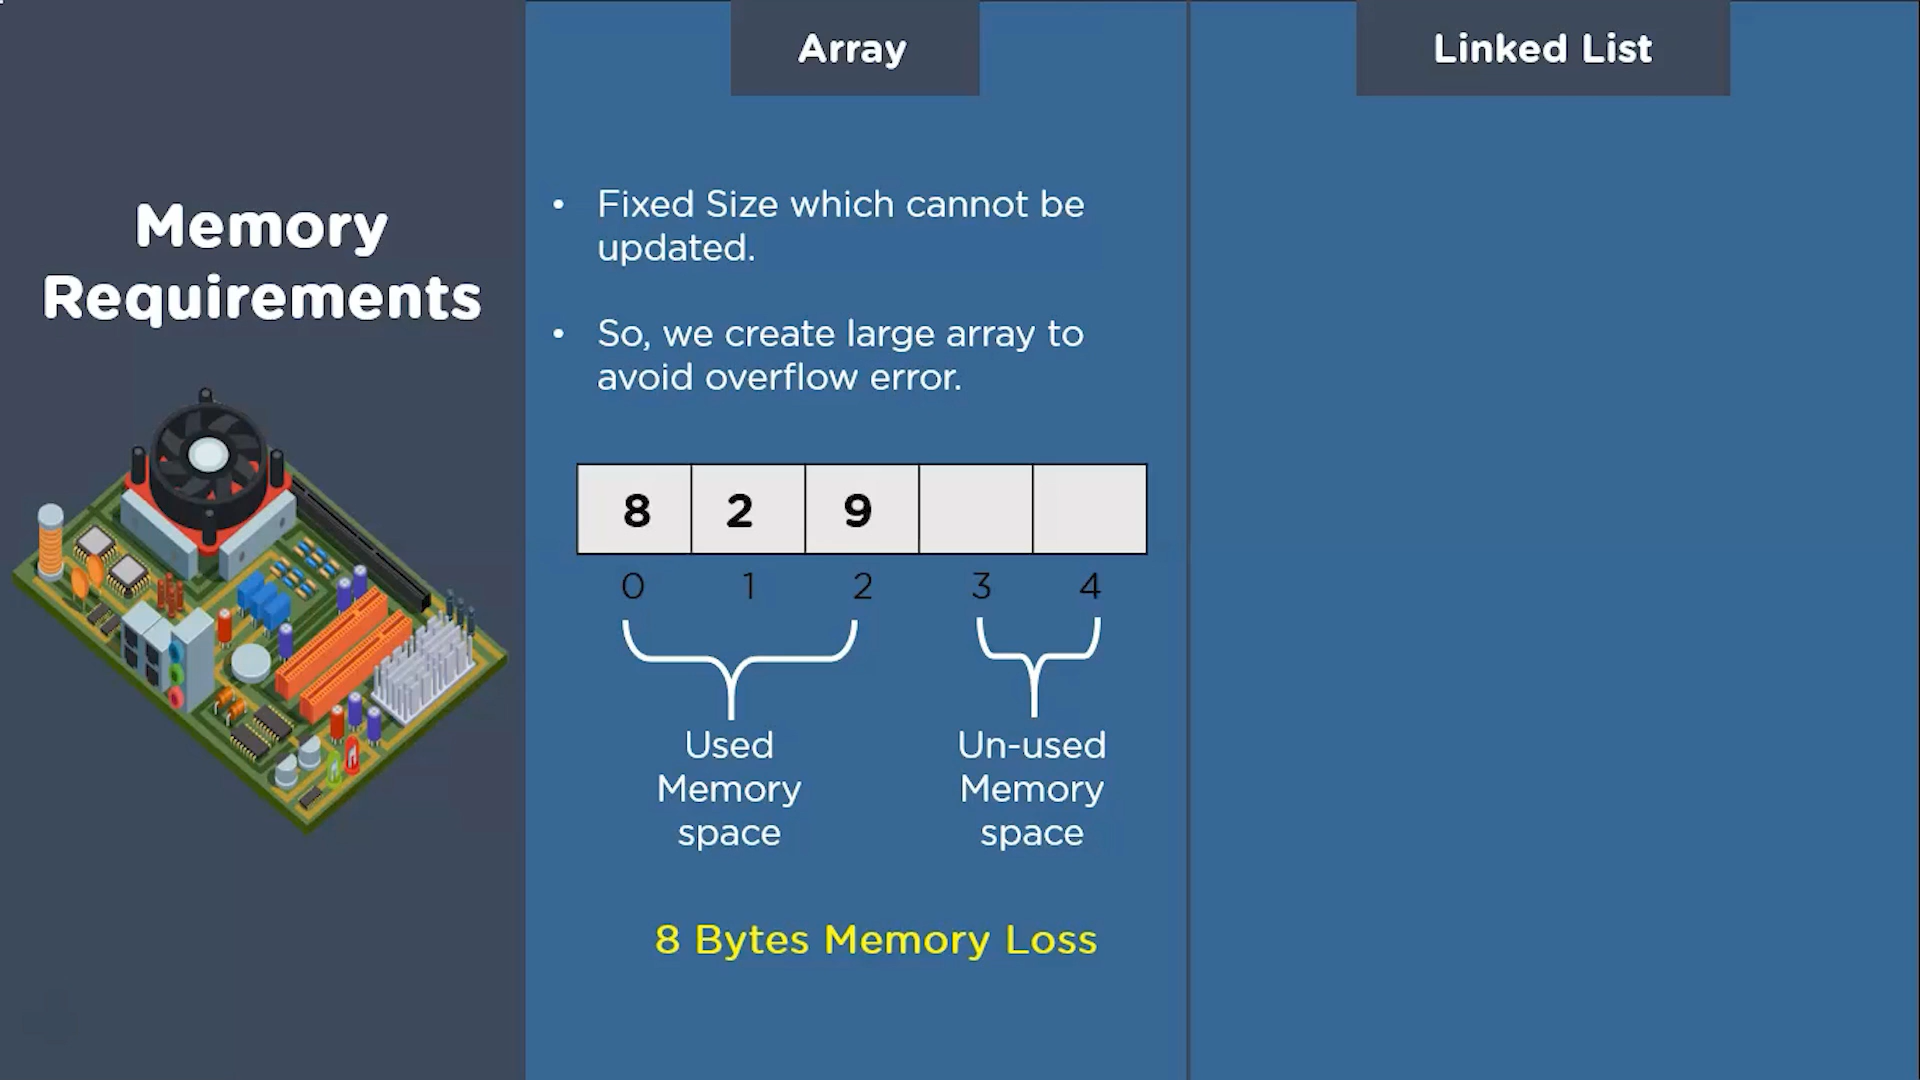 Memory
Requirements
Array
• Fixed Size which cannot be
updated.
• So, we create large array to
avoid overflow error.
8 2 9
0 1 2 3 4
Used
Memory
space
Un-used
Memory
space
8 Bytes Memory Loss
Linked List